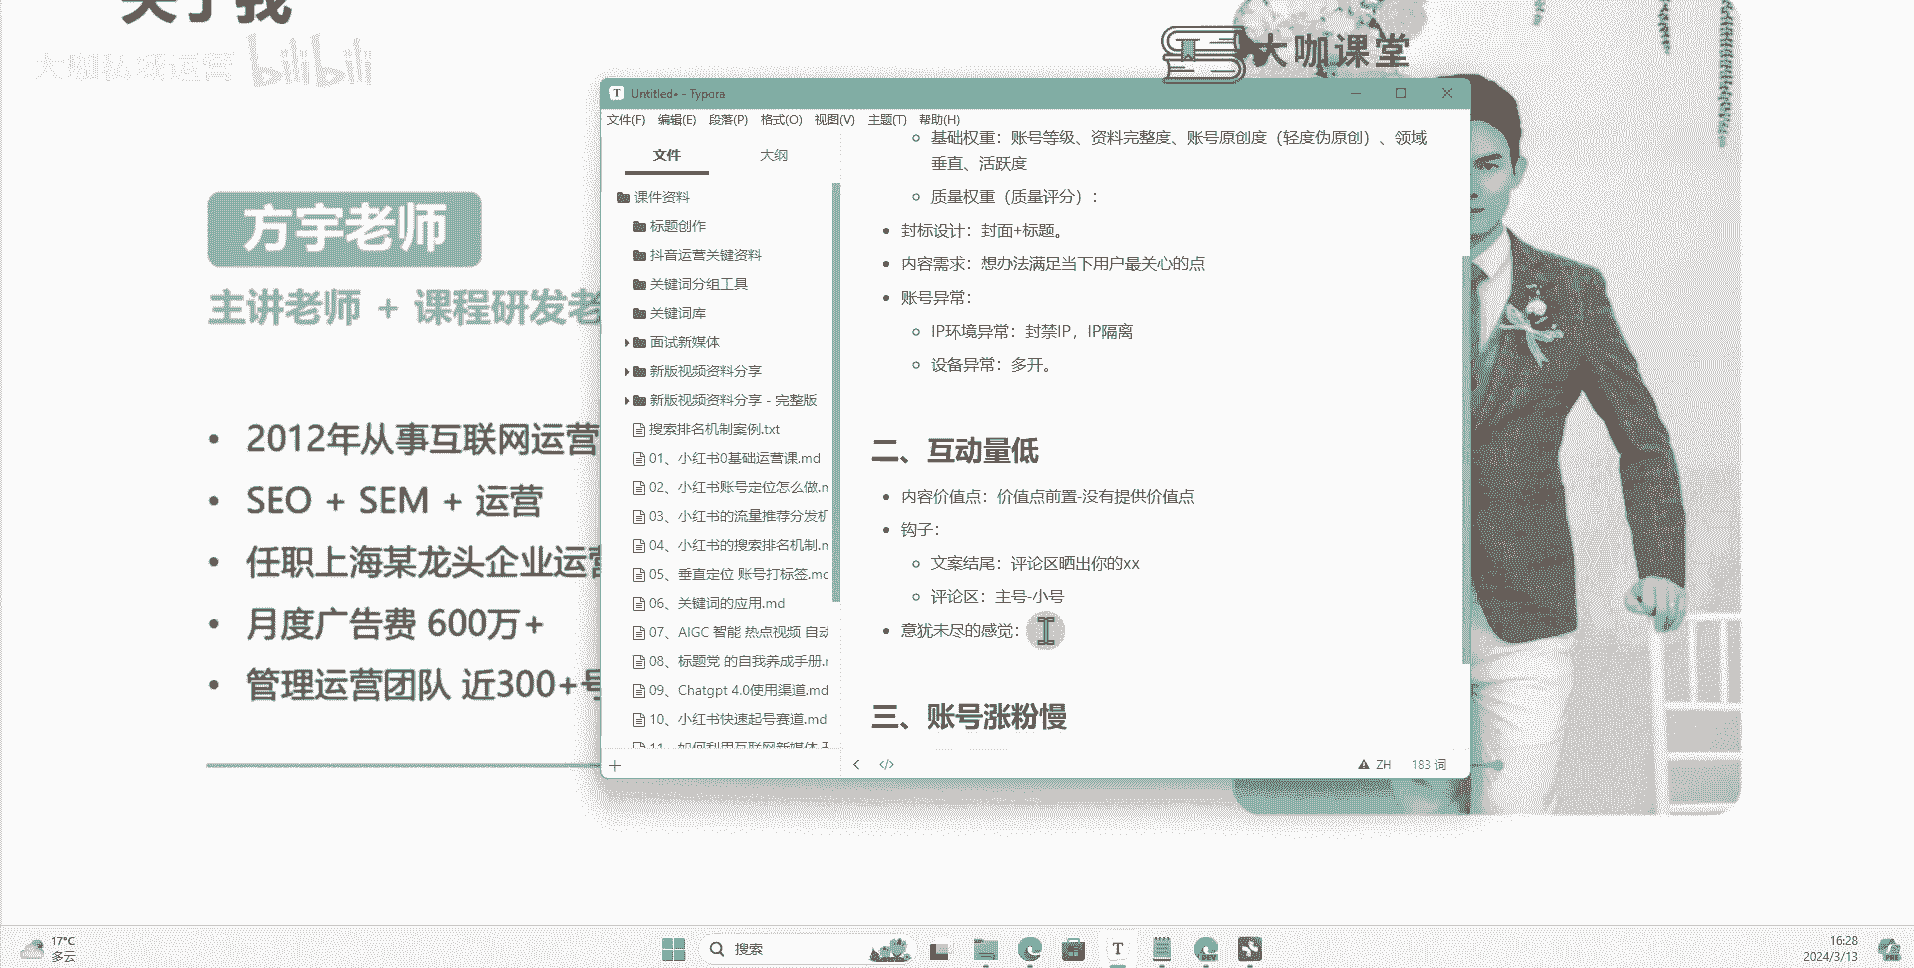 关于我
大咖私域运营 bilibili
大咖课堂
方宇老师
主讲老师 + 课程研发老
2012年从事互联网运营
SEO + SEM + 运营
任职上海某龙头企业运营
月度广告费 600万+
管理运营团队 近300+号
Untitled• - Typora
文件(F) 编辑(E) 段落(P) 格式(O) 视图(V) 主题(T) 帮助(H)
文件 大纲
课件资料
标题创作
抖音运营关键资料
关键词分组工具
关键词库
面试新媒体
新版视频资料分享
新版视频资料分享 - 完整版
搜索排名机制案例.txt
01、小红书0基础运营课.md
02、小红书账号定位怎么做.m
03、小红书的流量推荐分发机
04、小红书的搜索排名机制.m
05、垂直定位 账号打标签.md
06、关键词的应用.md
07、AIGC 智能 热点视频 自动
08、标题党 的自我养成手册.m
09、Chatgpt 4.0使用渠道.md
10、小红书快速起号赛道.md
11、如何利用互联网新媒体
基础权重：账号等级、资料完整度、账号原创度（轻度伪原创）、领域
垂直、活跃度
质量权重（质量评分）：
封标设计：封面+标题。
内容需求：想办法满足当下用户最关心的点
账号异常：
IP环境异常：封禁IP，IP隔离
设备异常：多开。
二、互动量低
内容价值点：价值点前置-没有提供价值点
钩子：
文案结尾：评论区晒出你的xx
评论区：主号-小号
意犹未尽的感觉：
三、账号涨粉慢
ZH 183 词
17°C
多云
搜索
T
DEV
16:28
2024/3/13
PRE